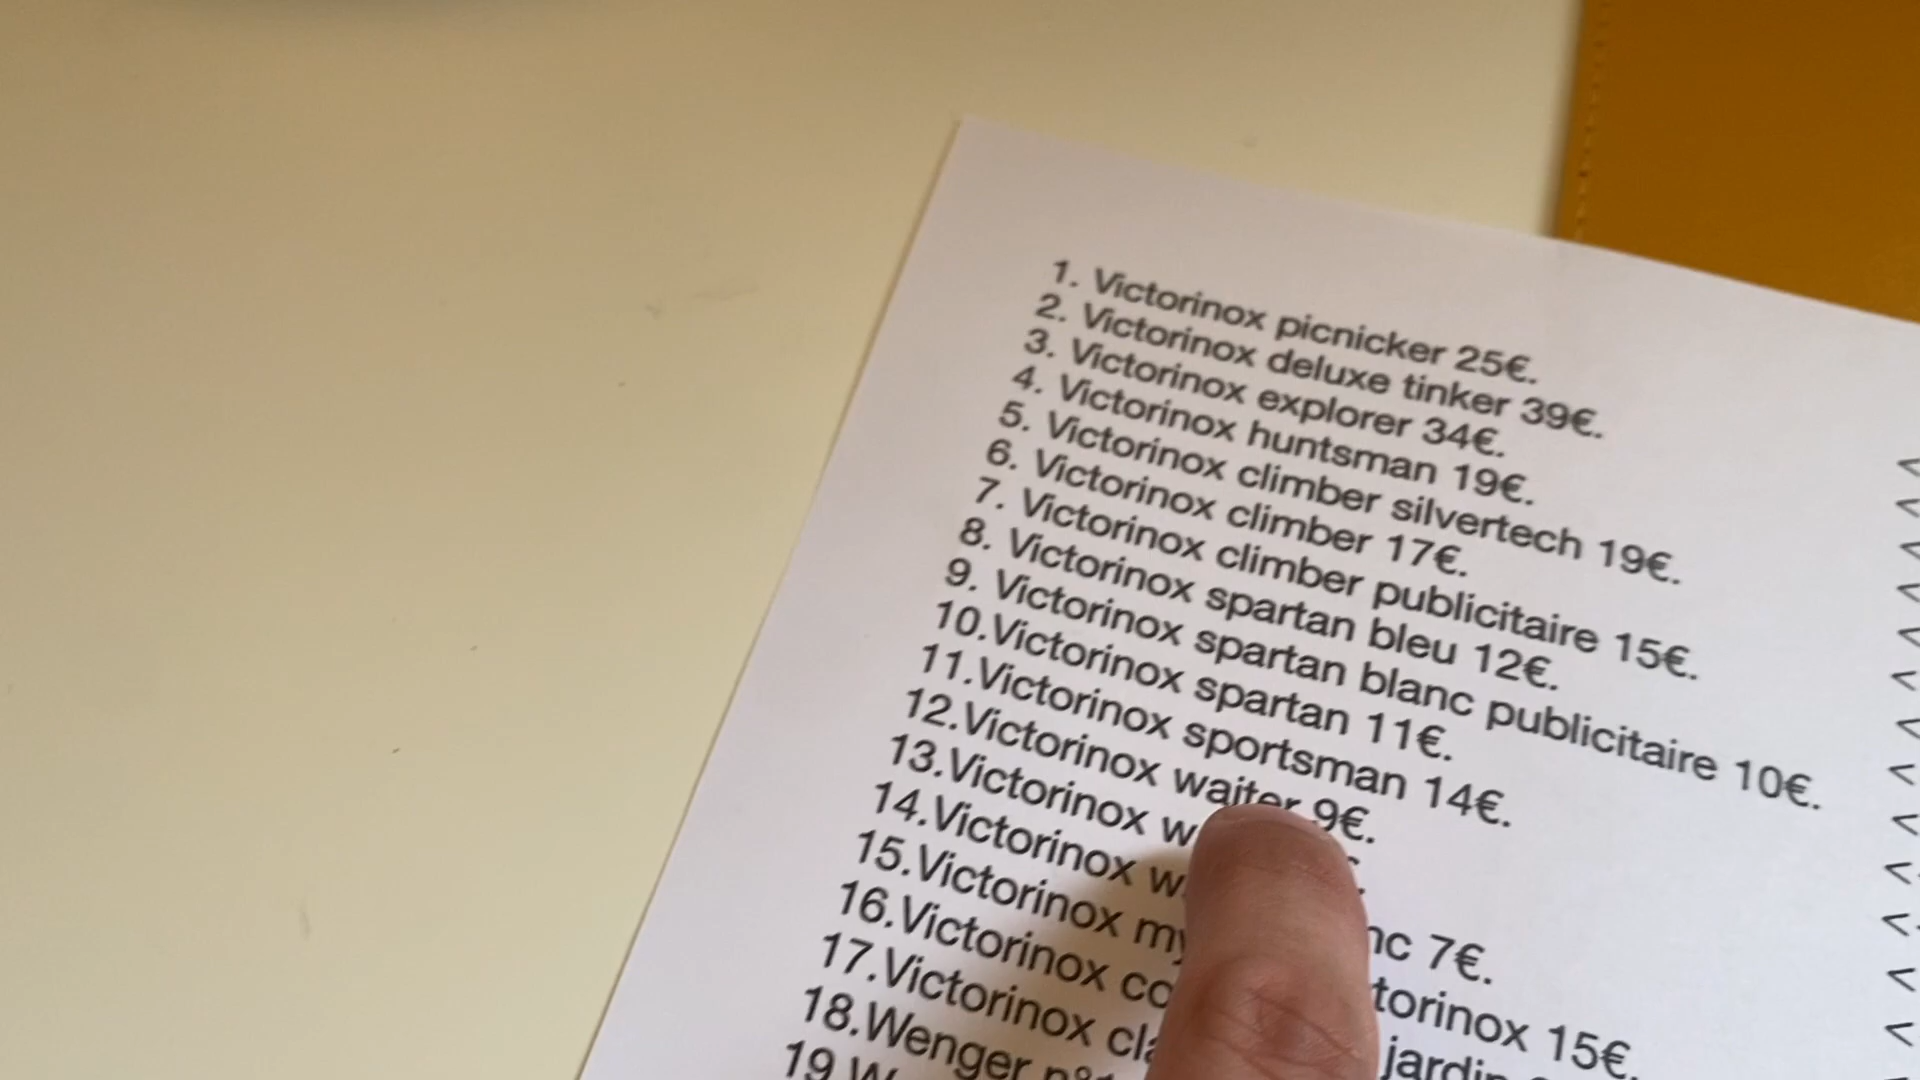 1. Victorinox picnicker 25€.
2. Victorinox deluxe tinker 39€.
3. Victorinox explorer 34€.
4. Victorinox huntsman 19€.
5. Victorinox climber silvertech 19€.
6. Victorinox climber 17€.
7. Victorinox climber publicitaire 15€.
8. Victorinox spartan bleu 12€.
9. Victorinox spartan blanc publicitaire 10€.
10.Victorinox spartan 11€.
11.Victorinox sportsman 14€.
12.Victorinox waiter 9€.
13.Victorinox
14.Victorinox 7€.
15.Victorinox
16.Victorinox 15€.
17.Victorinox
18.Wenger
19